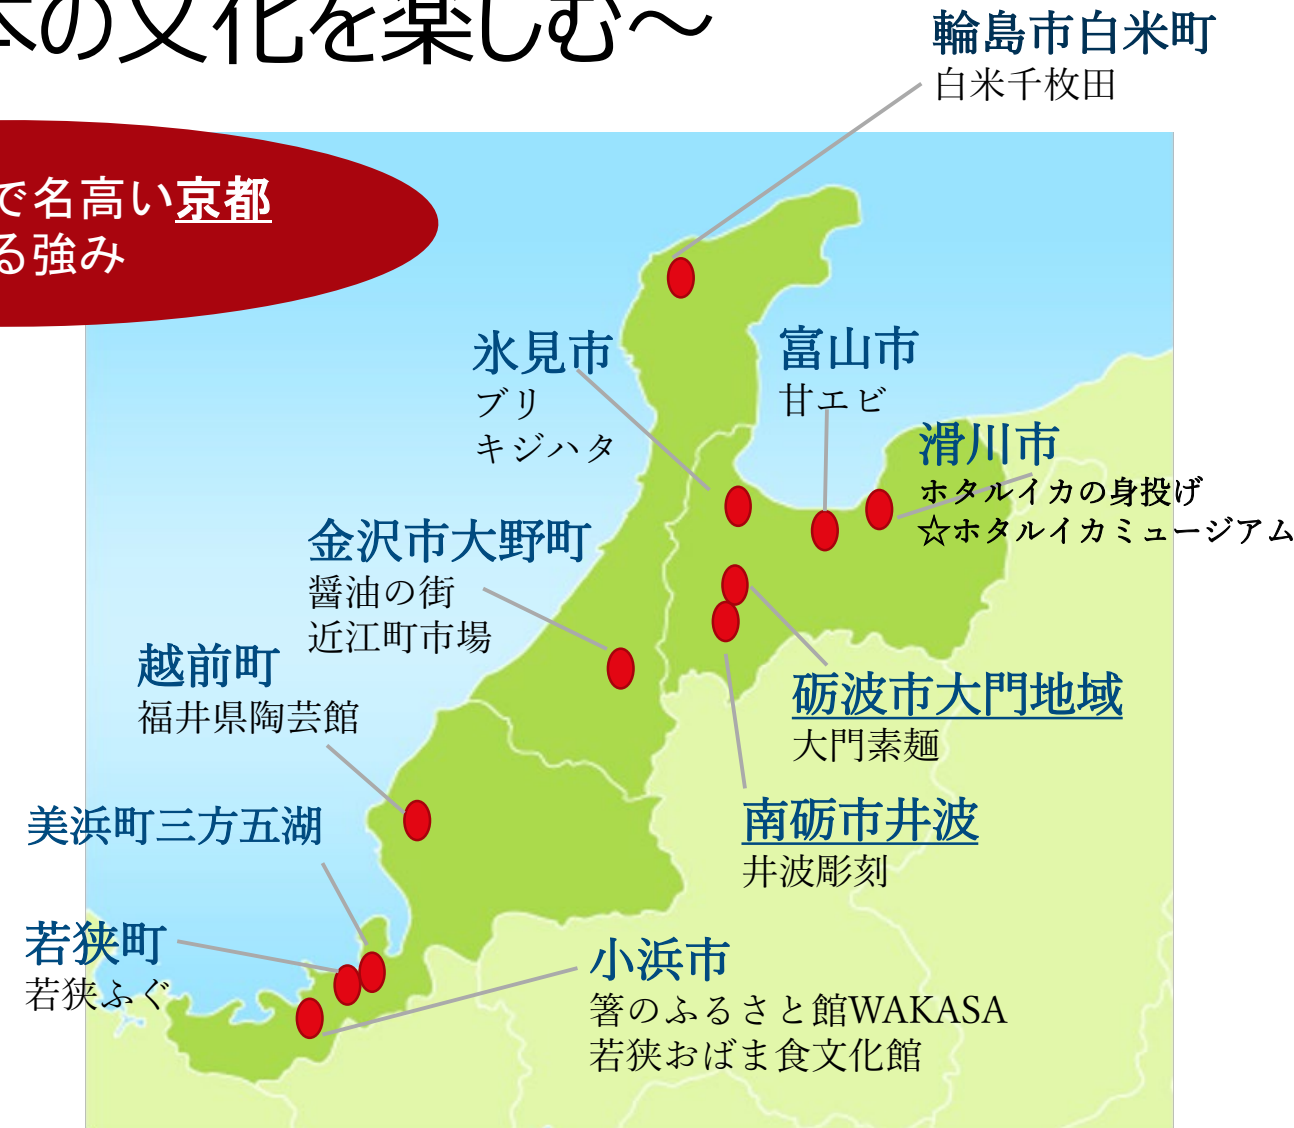 本の文化を楽しむ～
で名高い京都
る強み
輪島市白米町
白米千枚田
氷見市
ブリ
キジハタ
富山市
甘エビ
滑川市
ホタルイカの身投げ
☆ホタルイカミュージアム
金沢市大野町
醤油の街
近江町市場
越前町
福井県陶芸館
砺波市大門地域
大門素麺
南砺市井波
井波彫刻
美浜町三方五湖
若狭町
若狭ふぐ
小浜市
箸のふるさと館WAKASA
若狭おばま食文化館